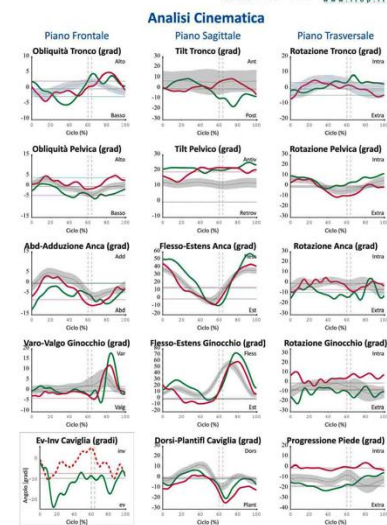 Analisi Cinematica
Piano Frontale Piano Sagittale Piano Trasversale
Obliquità Tronco (grad) Tilt Tronco (grad) Rotazione Tronco (grad)
Alto Ant Intra
Basso Post Extra
Ciclo (%) Ciclo (%) Ciclo (%)
Obliquità Pelvica (grad) Tilt Pelvico (grad) Rotazione Pelvica (grad)
Alto Antiv Intra
Basso Retrov Extra
Ciclo (%) Ciclo (%) Ciclo (%)
Abd-Adduzione Anca (grad) Flesso-Estens Anca (grad) Rotazione Anca (grad)
Add Fless Intra
Abd Est Extra
Ciclo (%) Ciclo (%) Ciclo (%)
Varo-Valgo Ginocchio (grad) Flesso-Estens Ginocchio (grad) Rotazione Ginocchio (grad)
Var Fless Intra
Valg Est Extra
Ciclo (%) Ciclo (%) Ciclo (%)
Ev-Inv Caviglia (gradi) Dorsi-Plantifl Caviglia (grad) Progressione Piede (grad)
inv Dors Intra
Angolo (gradi)
ev Plant Extra
Ciclo (%) Ciclo (%) Ciclo (%)